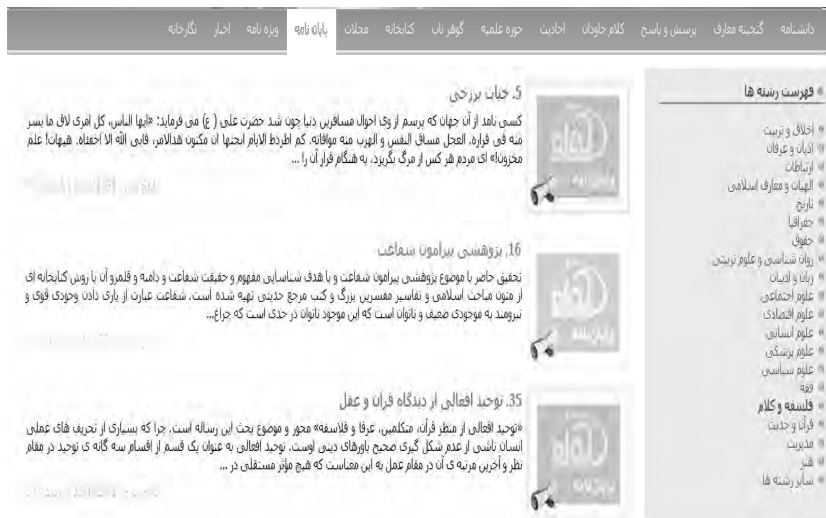 دانشنامه گنجینه معارف پرسش و پاسخ کلام جاودان احادیث حوزه علمیه گوهر ناب کتابخانه مجلات پایان نامه ویژه نامه اخبار نگارخانه
» فهرست رشته ها
» اخلاق و تربیت
» ادیان و عرفان
» ارتباطات
» الهیات و معارف اسلامی
» تاریخ
» جغرافیا
» حقوق
» روان شناسی و علوم تربیتی
» زبان و ادبیات
» علوم اجتماعی
» علوم اقتصادی
» علوم انسانی
» علوم پزشکی
» علوم سیاسی
» فقه
» فلسفه و کلام
» قرآن و حدیث
» مدیریت
» هنر
» سایر رشته ها
5. حیات برزخی
کسی نامد از آن جهان که پرسم از وی احوال مسافرین دنیا چون شد حضرت علی ( ع) می فرماید: «ایها الناس، کل امری لاق ما یسر
منه فی قراره. العجل مساق النفس و الهرب منه موافاته. کم اطردط الایام ابحثها ان مکنون هذالامر، فابی الله الا اخفئاه. هیهات! علم
مخزون!» ای مردم هر کس از مرگ بگریزد، به هنگام فرار آن را ...
16. پژوهشی پیرامون شفاعت
تحقیق حاضر با موضوع پژوهشی پیرامون شفاعت و با هدف شناسایی مفهوم و حقیقت شفاعت و دامنه و قلمرو آن با روش کتابخانه ای
از متون مباحث اسلامی و تفاسیر مفسرین بزرگ و کتب مرجع حدیثی تهیه شده است. شفاعت عبارت از یاری دادن وجودی قوی و
نیرومند به موجودی ضعیف و ناتوان است که این موجود ناتوان در حدی است که چراغ...
35. توحید افعالی از دیدگاه قرآن و عقل
«توحید افعالی از منظر قرآن، متکلمین، عرفا و فلاسفه» محور و موضوع بحث این رساله است. چرا که بسیاری از تحریف های عملی
انسان ناشی از عدم شکل گیری صحیح باورهای دینی اوست. توحید افعالی به عنوان یک قسم از اقسام سه گانه ی توحید در مقام
نظر و آخرین مرتبه ی آن در مقام عمل به این معناست که هیچ مؤثر مستقلی در ...